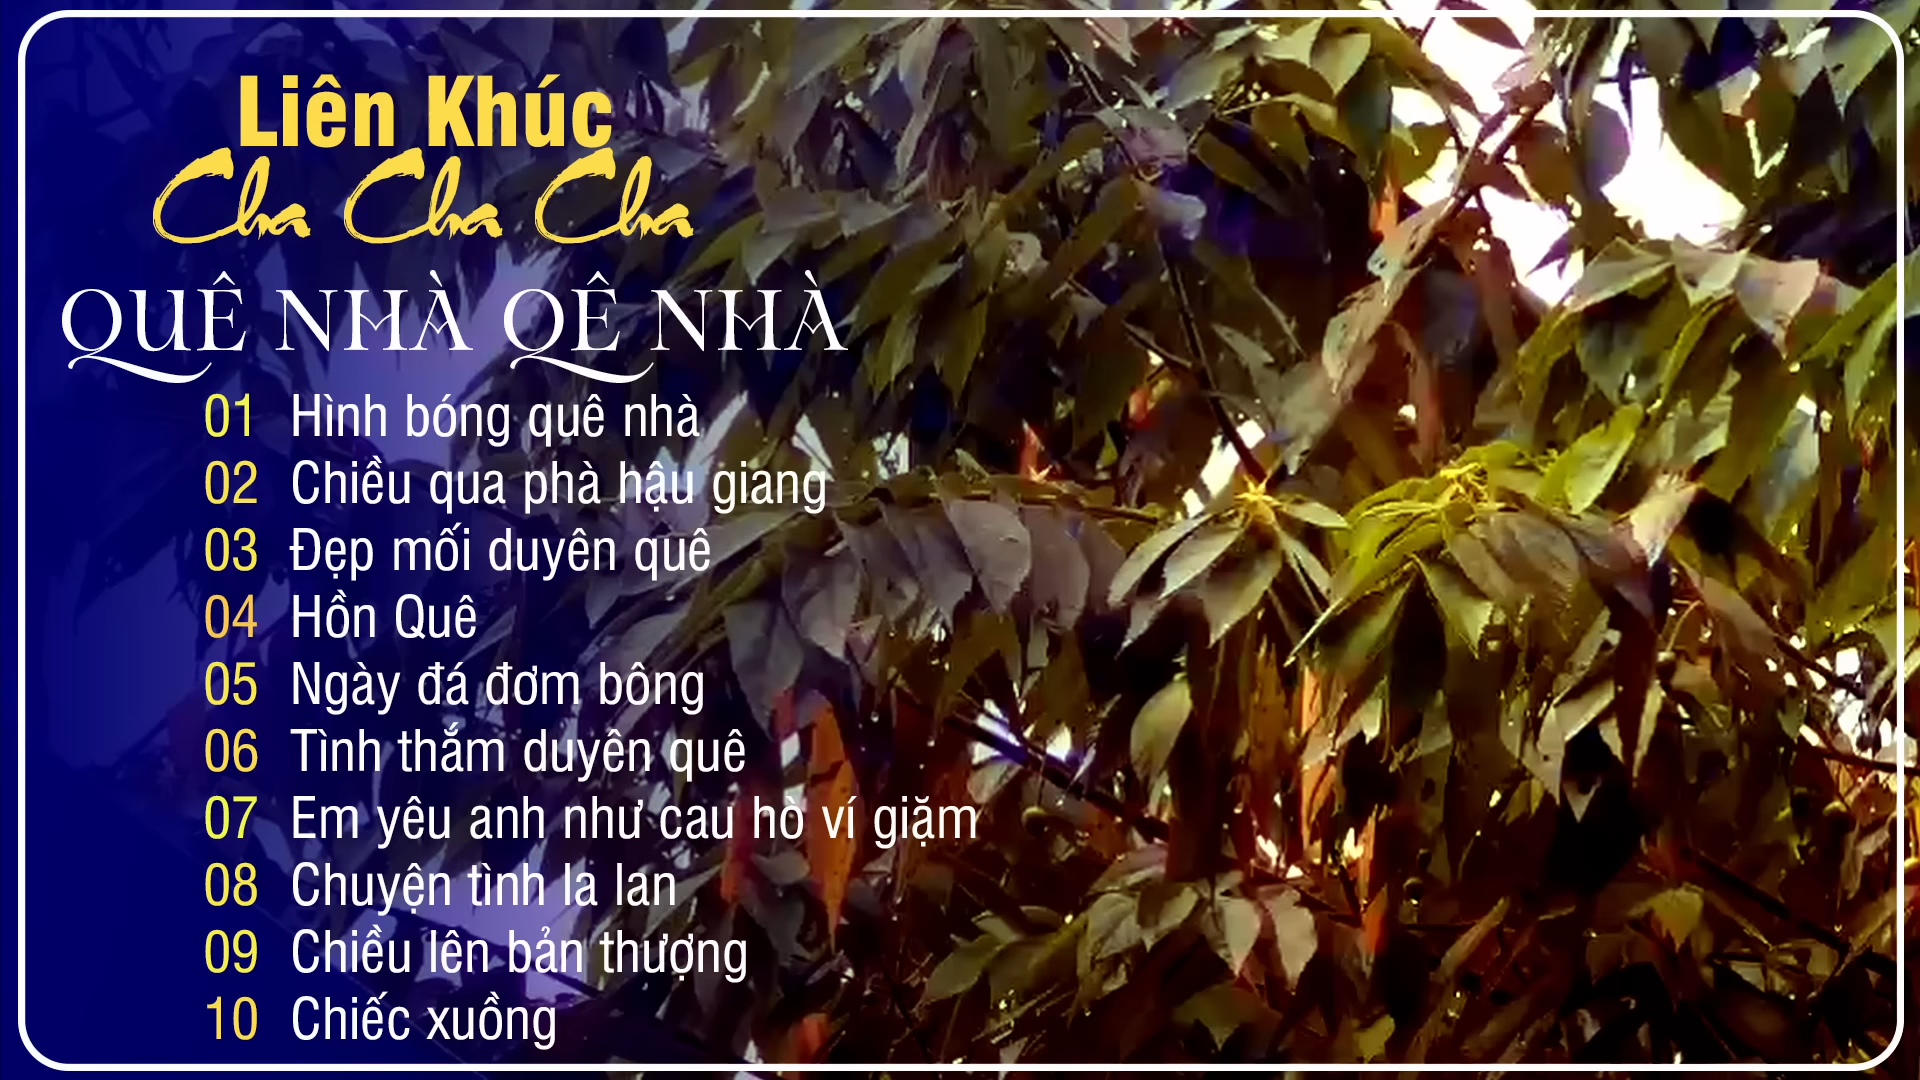 Liên Khúc
Cha Cha Cha
QUÊ NHÀ QÊ NHÀ
01 Hình bóng quê nhà
02 Chiều qua phà hậu giang
03 Đẹp mối duyên quê
04 Hồn Quê
05 Ngày đá đơm bông
06 Tình thắm duyên quê
07 Em yêu anh như cau hò ví giặm
08 Chuyện tình la lan
09 Chiều lên bản thượng
10 Chiếc xuồng